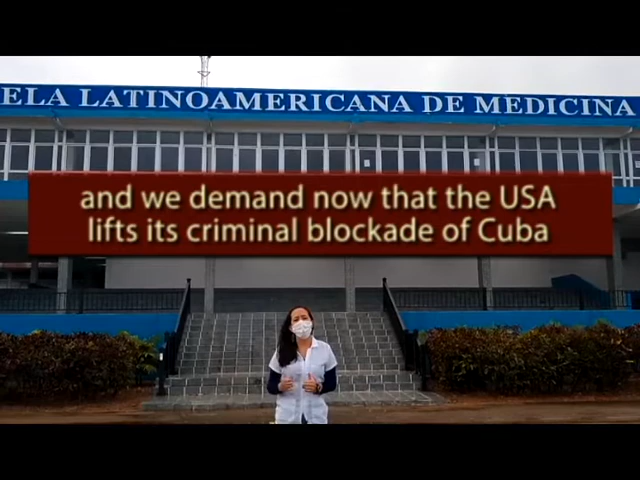 ELA LATINOAMERICANA DE MEDICINA
and we demand now that the USA
lifts its criminal blockade of Cuba